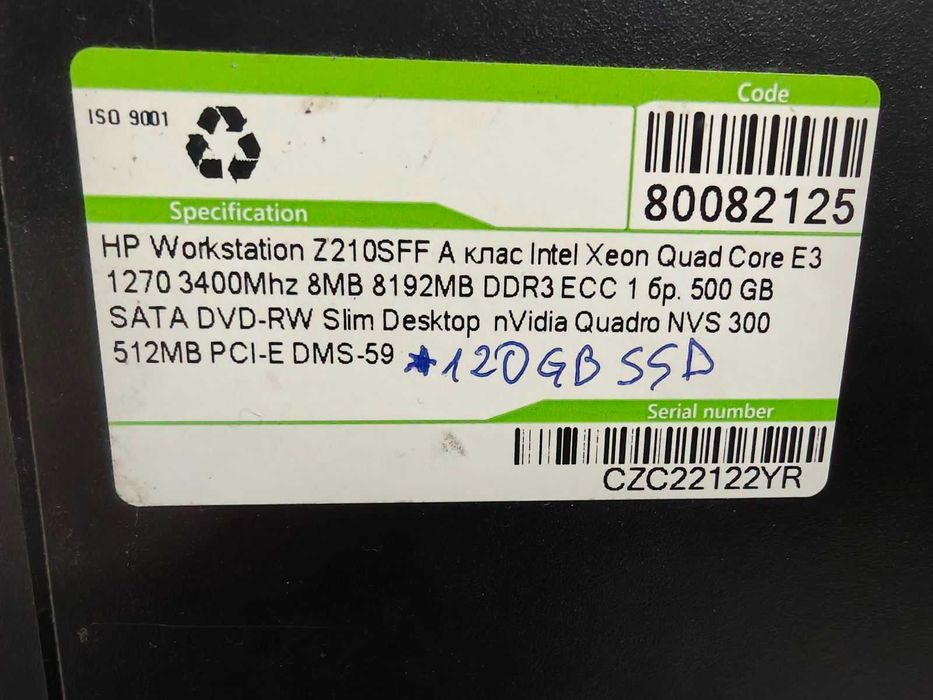 ISO 9001
Code
80082125
Specification
HP Workstation Z210SFF А клас Intel Xeon Quad Core E3
1270 3400Mhz 8MB 8192MB DDR3 ECC 1 бр. 500 GB
SATA DVD-RW Slim Desktop nVidia Quadro NVS 300
512MB PCI-E DMS-59 *120GB SSD
Serial number
CZC22122YR